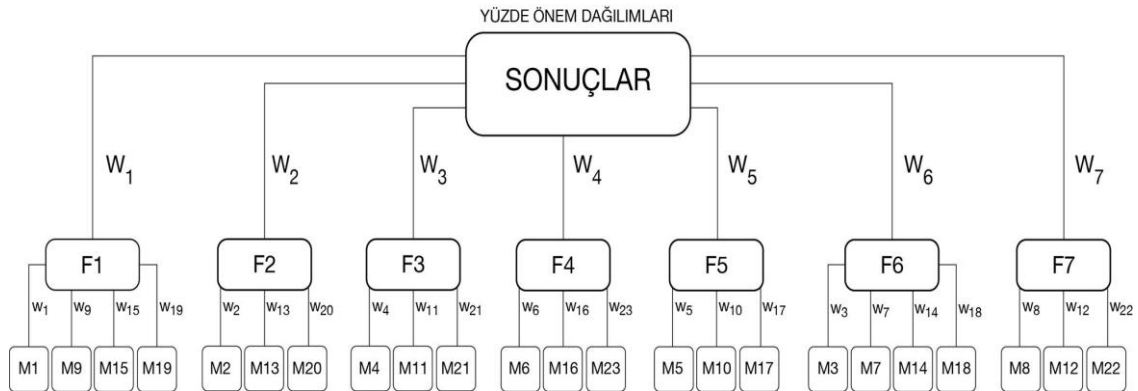 YÜZDE ÖNEM DAĞILIMLARI
SONUÇLAR
W1 W2 W3 W4 W5 W6 W7
F1 F2 F3 F4 F5 F6 F7
w1 w9 w15 w19 w2 w13 w20 w4 w11 w21 w6 w16 w23 w5 w10 w17 w3 w7 w14 w18 w8 w12 w22
M1 M9 M15 M19 M2 M13 M20 M4 M11 M21 M6 M16 M23 M5 M10 M17 M3 M7 M14 M18 M8 M12 M22